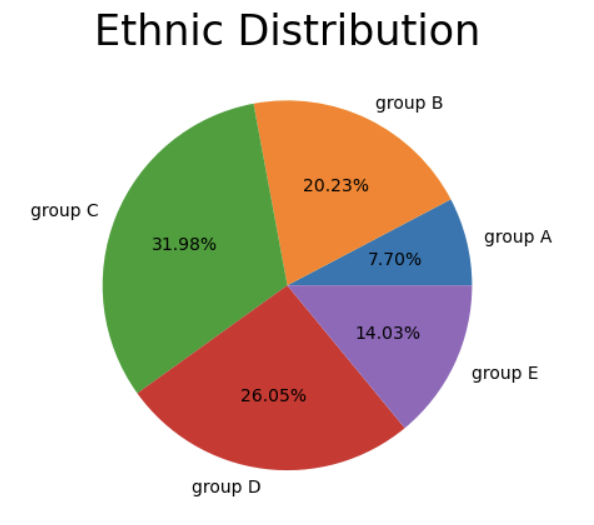 Ethnic Distribution
group B
20.23%
group C
31.98%
group A
7.70%
14.03%
group E
26.05%
group D